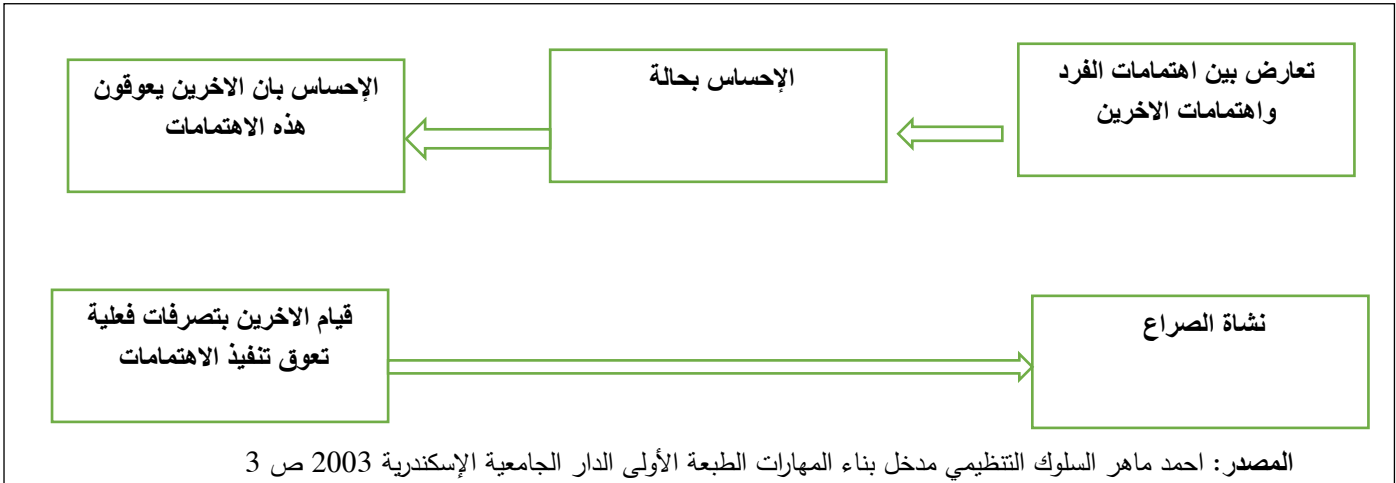 تعارض بين اهتمامات الفرد
واهتمامات الاخرين
الإحساس بحالة
الإحساس بان الاخرين يعوقون
هذه الاهتمامات
قيام الاخرين بتصرفات فعلية
تعوق تنفيذ الاهتمامات
نشاة الصراع
المصدر: احمد ماهر السلوك التنظيمي مدخل بناء المهارات الطبعة الأولى الدار الجامعية الإسكندرية 2003 ص 3